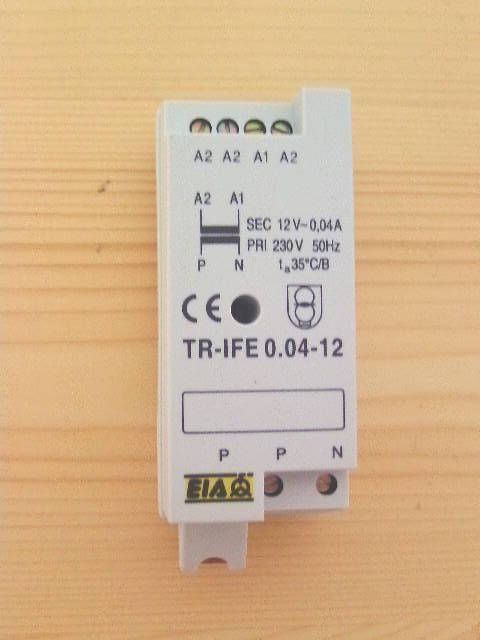 A2 A2 A1 A2
A2 A1
SEC 12V~0,04A
PRI 230V 50Hz
P N ta35°C/B
CE
TR-IFE 0.04-12
P P N
EIA